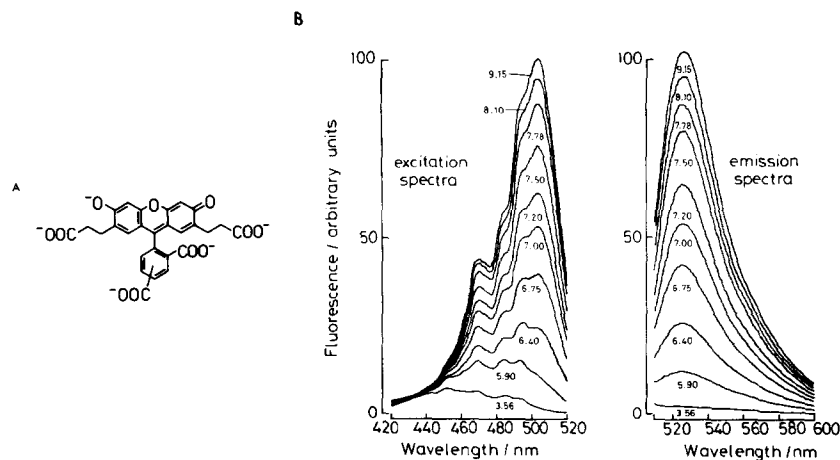 A
⁻O
O
O
⁻OOC
COO⁻
COO⁻
⁻OOC
B
Fluorescence / arbitrary units
100
50
0
excitation
spectra
9.15
8.10
7.78
7.50
7.20
7.00
6.75
6.40
5.90
3.56
420 440 460 480 500 520
Wavelength / nm
100
50
0
emission
spectra
9.15
8.10
7.78
7.50
7.20
7.00
6.75
6.40
5.90
3.56
520 540 560 580 600
Wavelength / nm